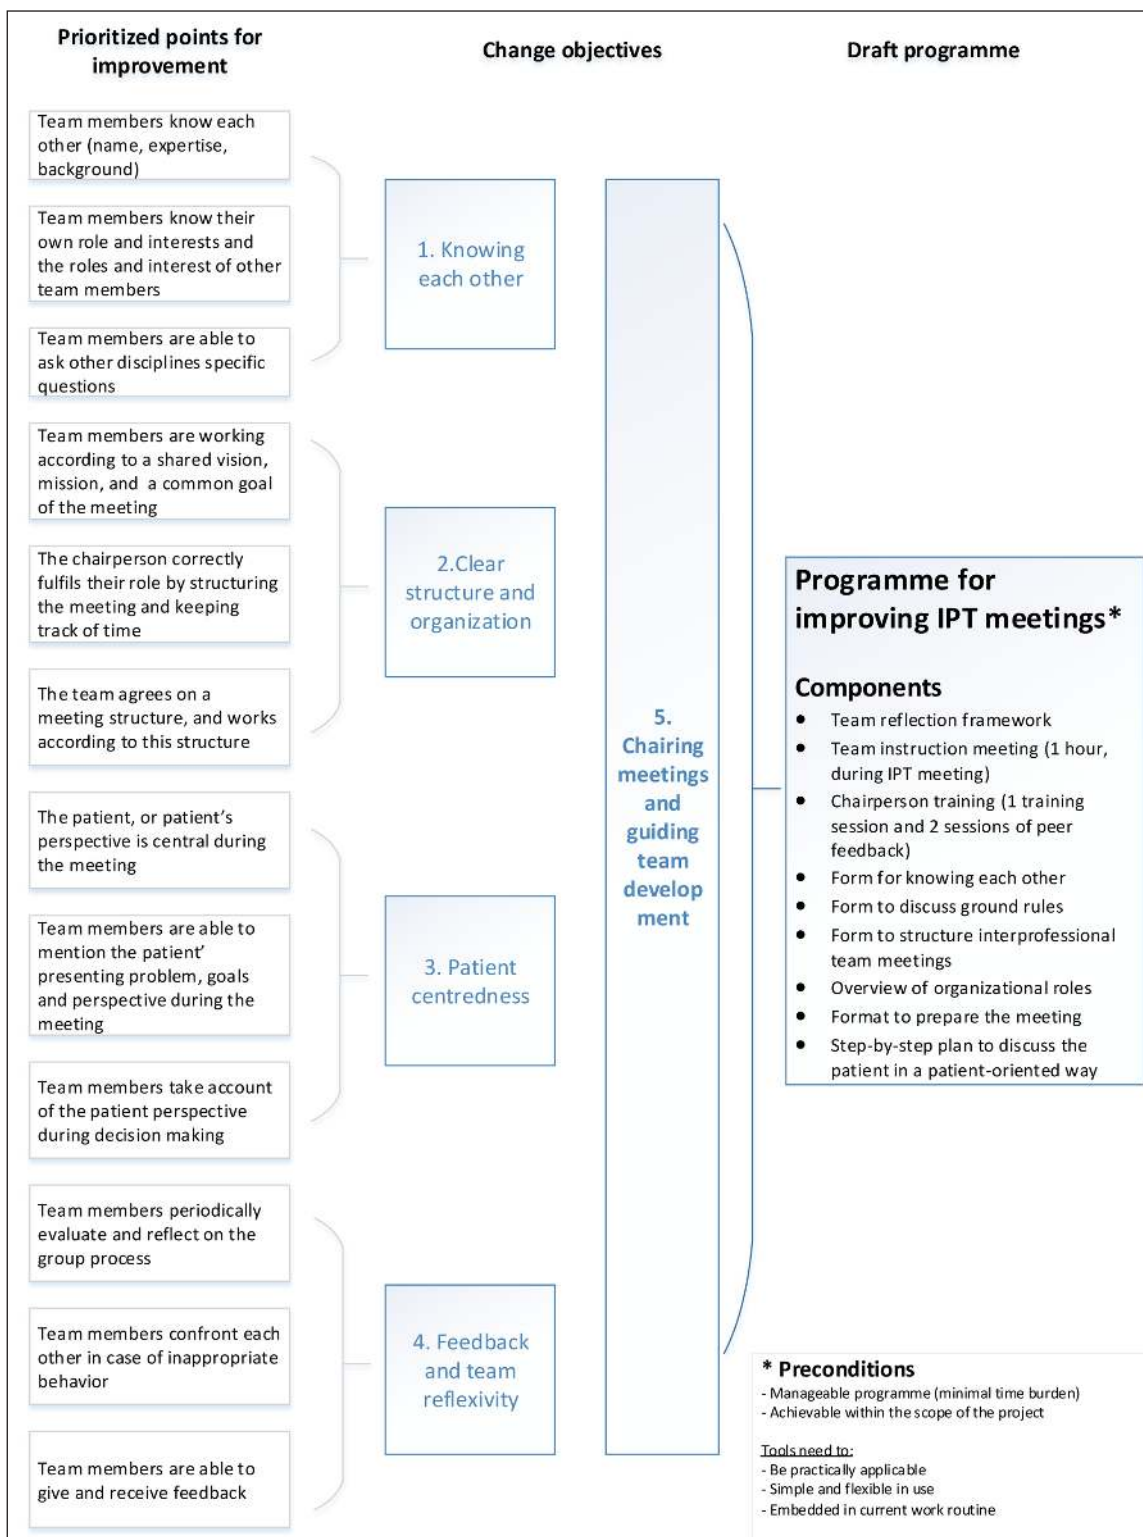 Prioritized points for
improvement
Change objectives
Draft programme
Team members know each
other (name, expertise,
background)
Team members know their
own role and interests and
the roles and interest of other
team members
Team members are able to
ask other disciplines specific
questions
1. Knowing
each other
Team members are working
according to a shared vision,
mission, and a common goal
of the meeting
The chairperson correctly
fulfils their role by structuring
the meeting and keeping
track of time
The team agrees on a
meeting structure, and works
according to this structure
2.Clear
structure and
organization
The patient, or patient's
perspective is central during
the meeting
Team members are able to
mention the patient'
presenting problem, goals
and perspective during the
meeting
Team members take account
of the patient perspective
during decision making
3. Patient
centredness
Team members periodically
evaluate and reflect on the
group process
Team members confront each
other in case of inappropriate
behavior
Team members are able to
give and receive feedback
4. Feedback
and team
reflexivity
5.
Chairing
meetings
and
guiding
team
develop
ment
Programme for
improving IPT meetings*
Components
● Team reflection framework
● Team instruction meeting (1 hour,
during IPT meeting)
● Chairperson training (1 training
session and 2 sessions of peer
feedback)
● Form for knowing each other
● Form to discuss ground rules
● Form to structure interprofessional
team meetings
● Overview of organizational roles
● Format to prepare the meeting
● Step-by-step plan to discuss the
patient in a patient-oriented way
* Preconditions
- Manageable programme (minimal time burden)
- Achievable within the scope of the project
Tools need to:
- Be practically applicable
- Simple and flexible in use
- Embedded in current work routine